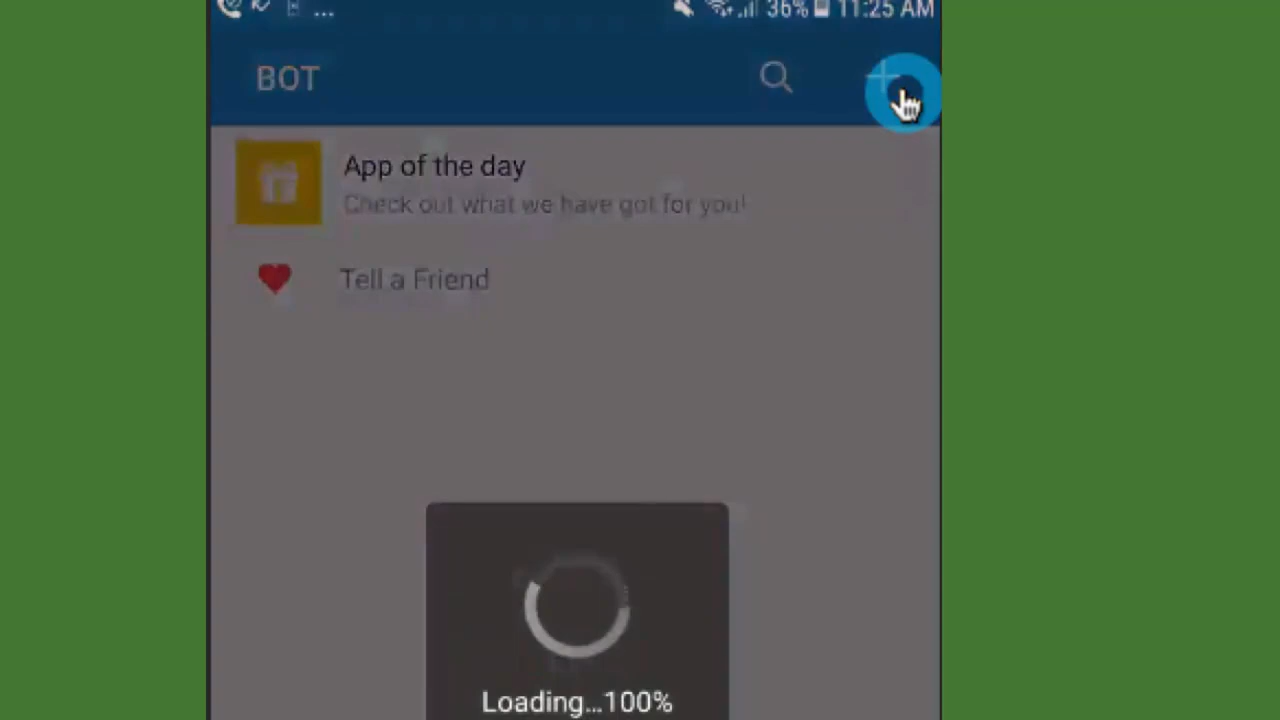 ... 36% 11:25 AM
BOT
App of the day
Check out what we have got for you!
Tell a Friend
Loading...100%